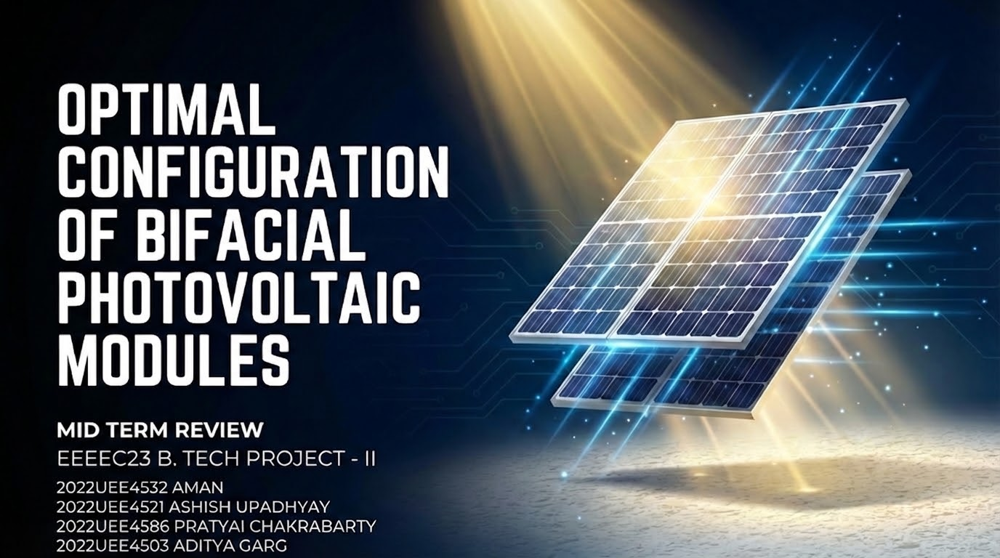 OPTIMAL
CONFIGURATION
OF BIFACIAL
PHOTOVOLTAIC
MODULES
MID TERM REVIEW
EEEEC23 B. TECH PROJECT - II
2022UEE4532 AMAN
2022UEE4521 ASHISH UPADHYAY
2022UEE4586 PRATYAI CHAKRABARTY
2022UEE4503 ADITYA GARG